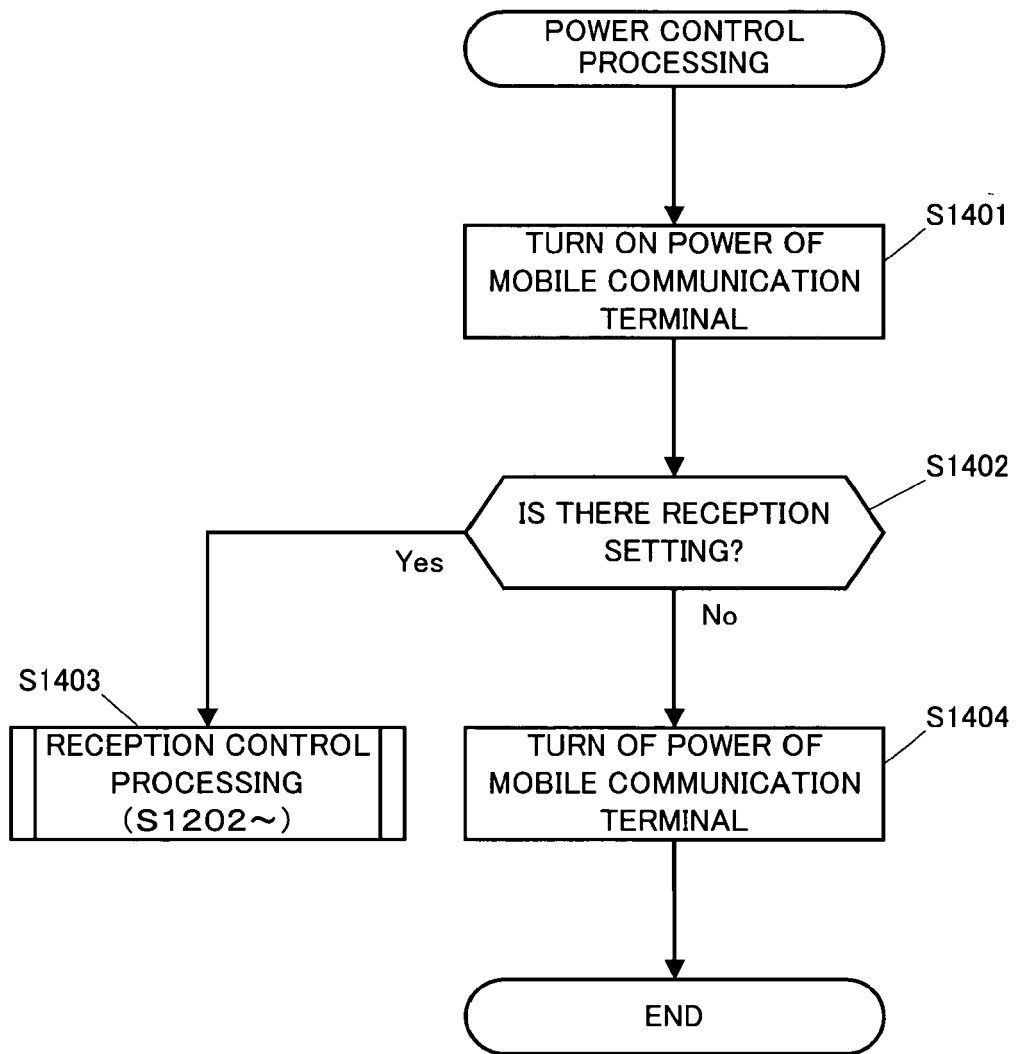 POWER CONTROL
PROCESSING
S1401
TURN ON POWER OF
MOBILE COMMUNICATION
TERMINAL
S1402
IS THERE RECEPTION
SETTING?
Yes
No
S1403
RECEPTION CONTROL
PROCESSING
(S1202~)
S1404
TURN OF POWER OF
MOBILE COMMUNICATION
TERMINAL
END